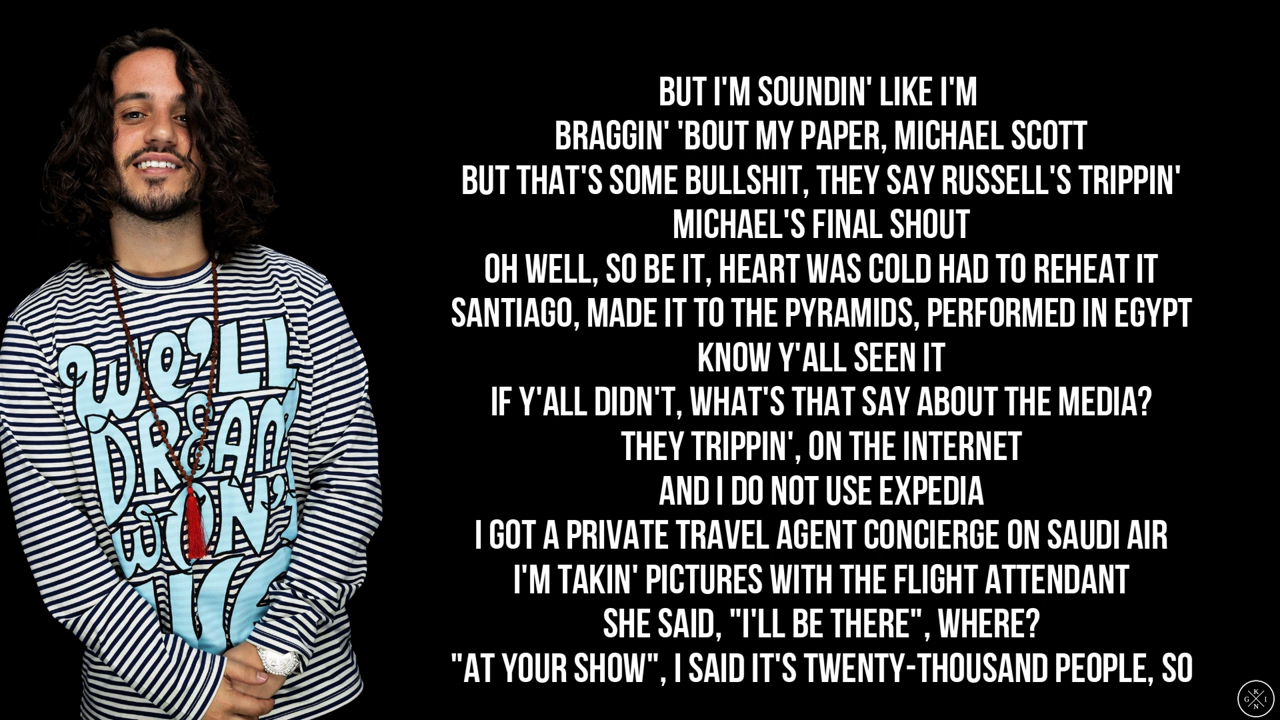 BUT I'M SOUNDIN' LIKE I'M
BRAGGIN' 'BOUT MY PAPER, MICHAEL SCOTT
BUT THAT'S SOME BULLSHIT, THEY SAY RUSSELL'S TRIPPIN'
MICHAEL'S FINAL SHOUT
OH WELL, SO BE IT, HEART WAS COLD HAD TO REHEAT IT
SANTIAGO, MADE IT TO THE PYRAMIDS, PERFORMED IN EGYPT
KNOW Y'ALL SEEN IT
IF Y'ALL DIDN'T, WHAT'S THAT SAY ABOUT THE MEDIA?
THEY TRIPPIN', ON THE INTERNET
AND I DO NOT USE EXPEDIA
I GOT A PRIVATE TRAVEL AGENT CONCIERGE ON SAUDI AIR
I'M TAKIN' PICTURES WITH THE FLIGHT ATTENDANT
SHE SAID, "I'LL BE THERE", WHERE?
"AT YOUR SHOW", I SAID IT'S TWENTY-THOUSAND PEOPLE, SO
We'LL
DREAM
WON'T
K
G I
N